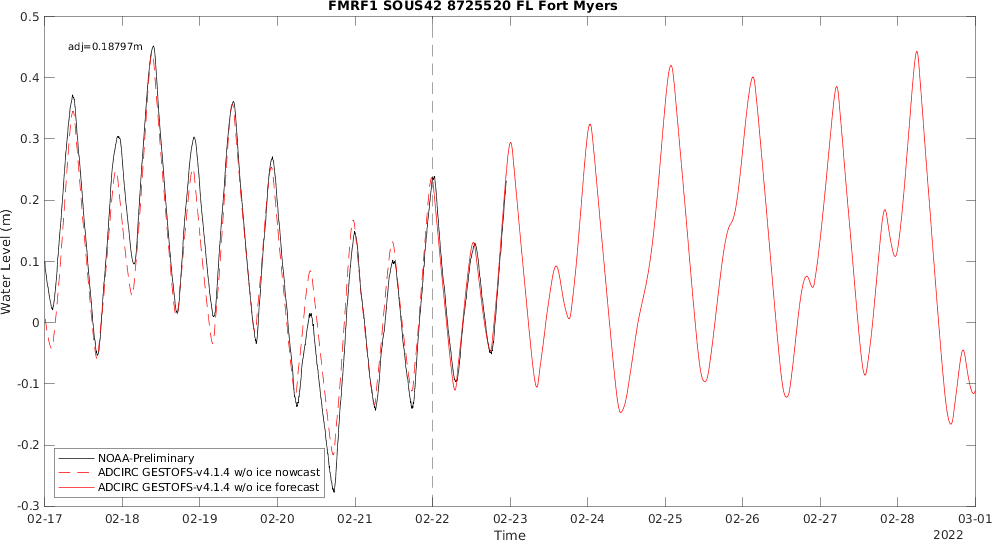 FMRF1 SOUS42 8725520 FL Fort Myers
adj=0.18797m
0.5
0.4
0.3
0.2
0.1
0
-0.1
-0.2
-0.3
Water Level (m)
NOAA-Preliminary
ADCIRC GESTOFS-v4.1.4 w/o ice nowcast
ADCIRC GESTOFS-v4.1.4 w/o ice forecast
02-17 02-18 02-19 02-20 02-21 02-22 02-23 02-24 02-25 02-26 02-27 02-28 03-01
Time
2022